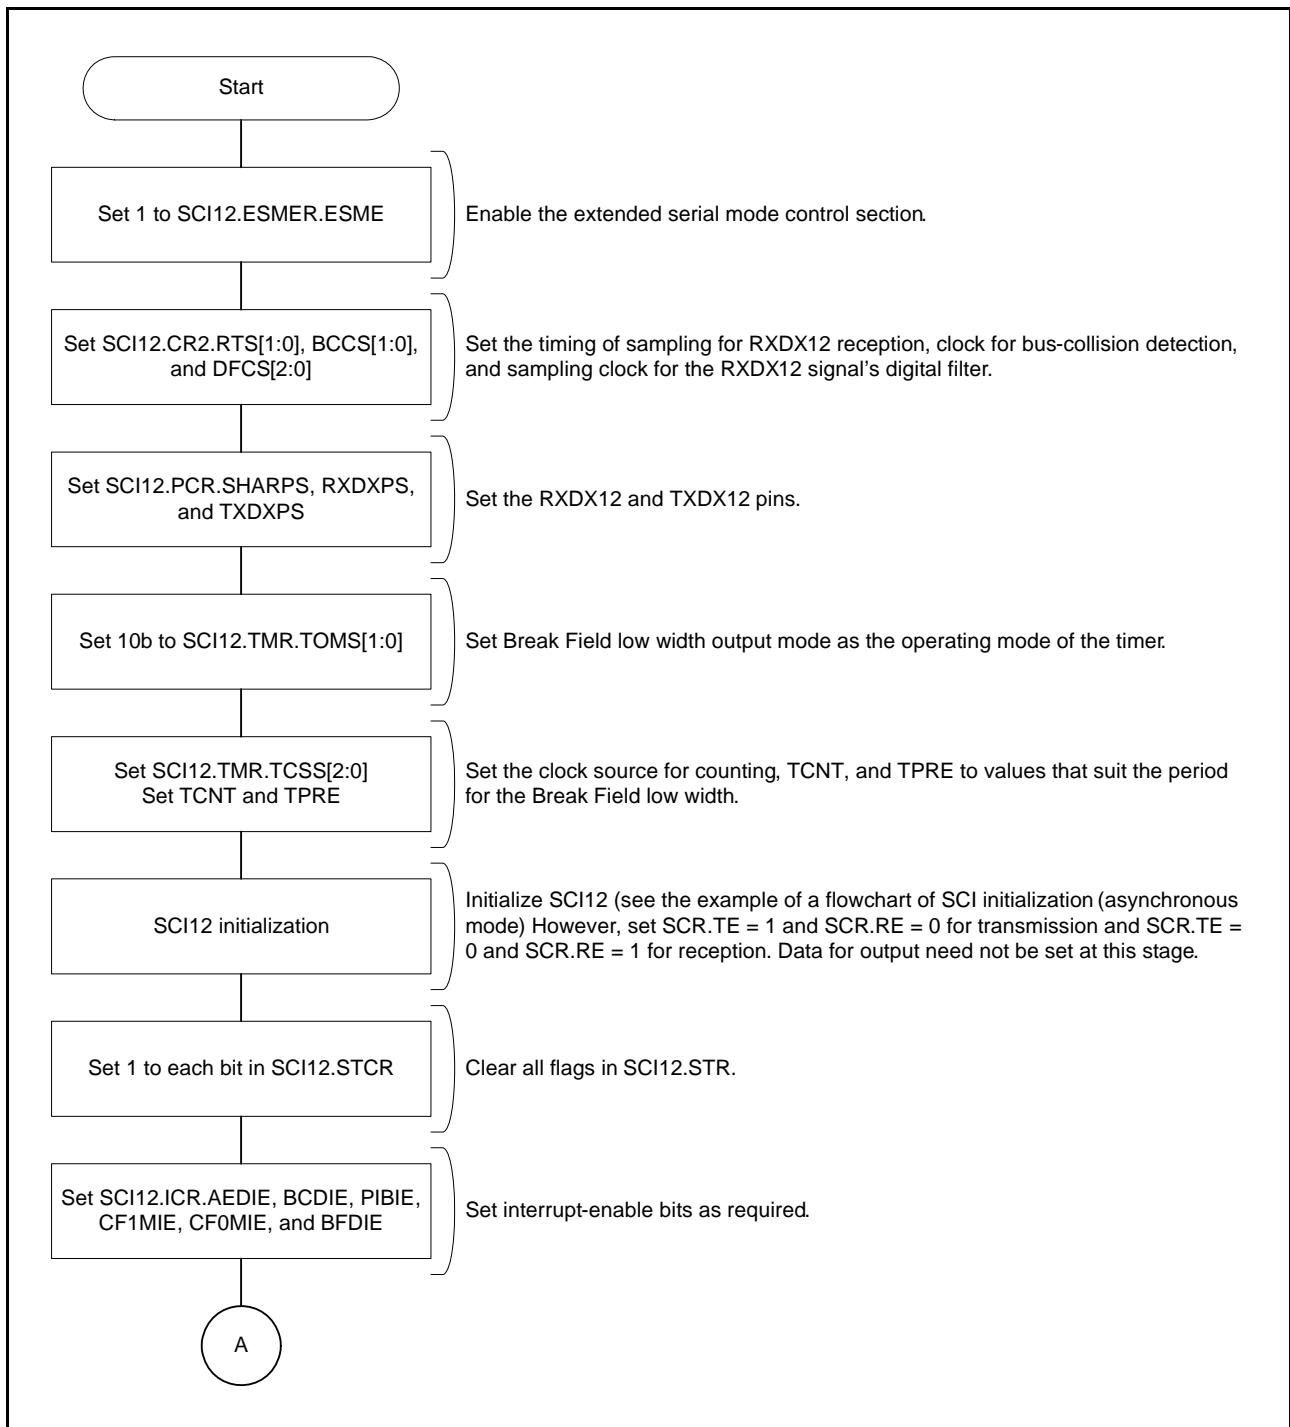 Start
Set 1 to SCI12.ESMER.ESME
Enable the extended serial mode control section.
Set SCI12.CR2.RTS[1:0], BCCS[1:0],
and DFCS[2:0]
Set the timing of sampling for RXDX12 reception, clock for bus-collision detection,
and sampling clock for the RXDX12 signal's digital filter.
Set SCI12.PCR.SHARPS, RXDXPS,
and TXDXPS
Set the RXDX12 and TXDX12 pins.
Set 10b to SCI12.TMR.TOMS[1:0]
Set Break Field low width output mode as the operating mode of the timer.
Set SCI12.TMR.TCSS[2:0]
Set TCNT and TPRE
Set the clock source for counting, TCNT, and TPRE to values that suit the period
for the Break Field low width.
SCI12 initialization
Initialize SCI12 (see the example of a flowchart of SCI initialization (asynchronous
mode) However, set SCR.TE = 1 and SCR.RE = 0 for transmission and SCR.TE =
0 and SCR.RE = 1 for reception. Data for output need not be set at this stage.
Set 1 to each bit in SCI12.STCR
Clear all flags in SCI12.STR.
Set SCI12.ICR.AEDIE, BCDIE, PIBIE,
CF1MIE, CF0MIE, and BFDIE
Set interrupt-enable bits as required.
A